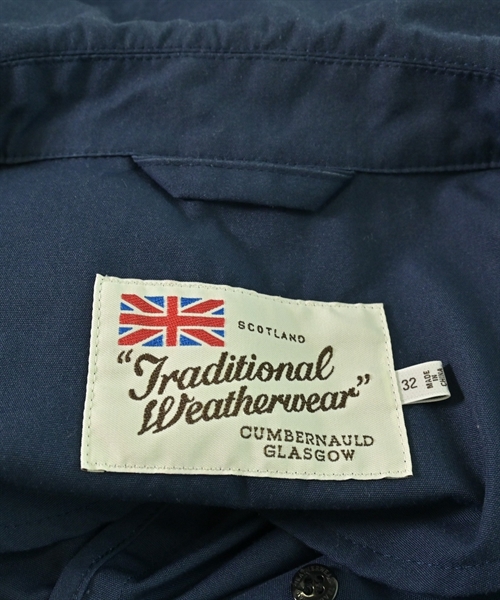 SCOTLAND
"Traditional
Weatherwear"
CUMBERNAULD
GLASGOW
32
MADE
IN
CHINA